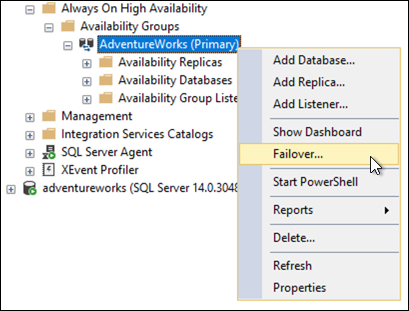 Always On High Availability
Availability Groups
AdventureWorks (Primary)
Availability Replicas
Availability Databases
Availability Group Liste
Management
Integration Services Catalogs
SQL Server Agent
XEvent Profiler
adventureworks (SQL Server 14.0.3048
Add Database...
Add Replica...
Add Listener...
Show Dashboard
Failover...
Start PowerShell
Reports
Delete...
Refresh
Properties